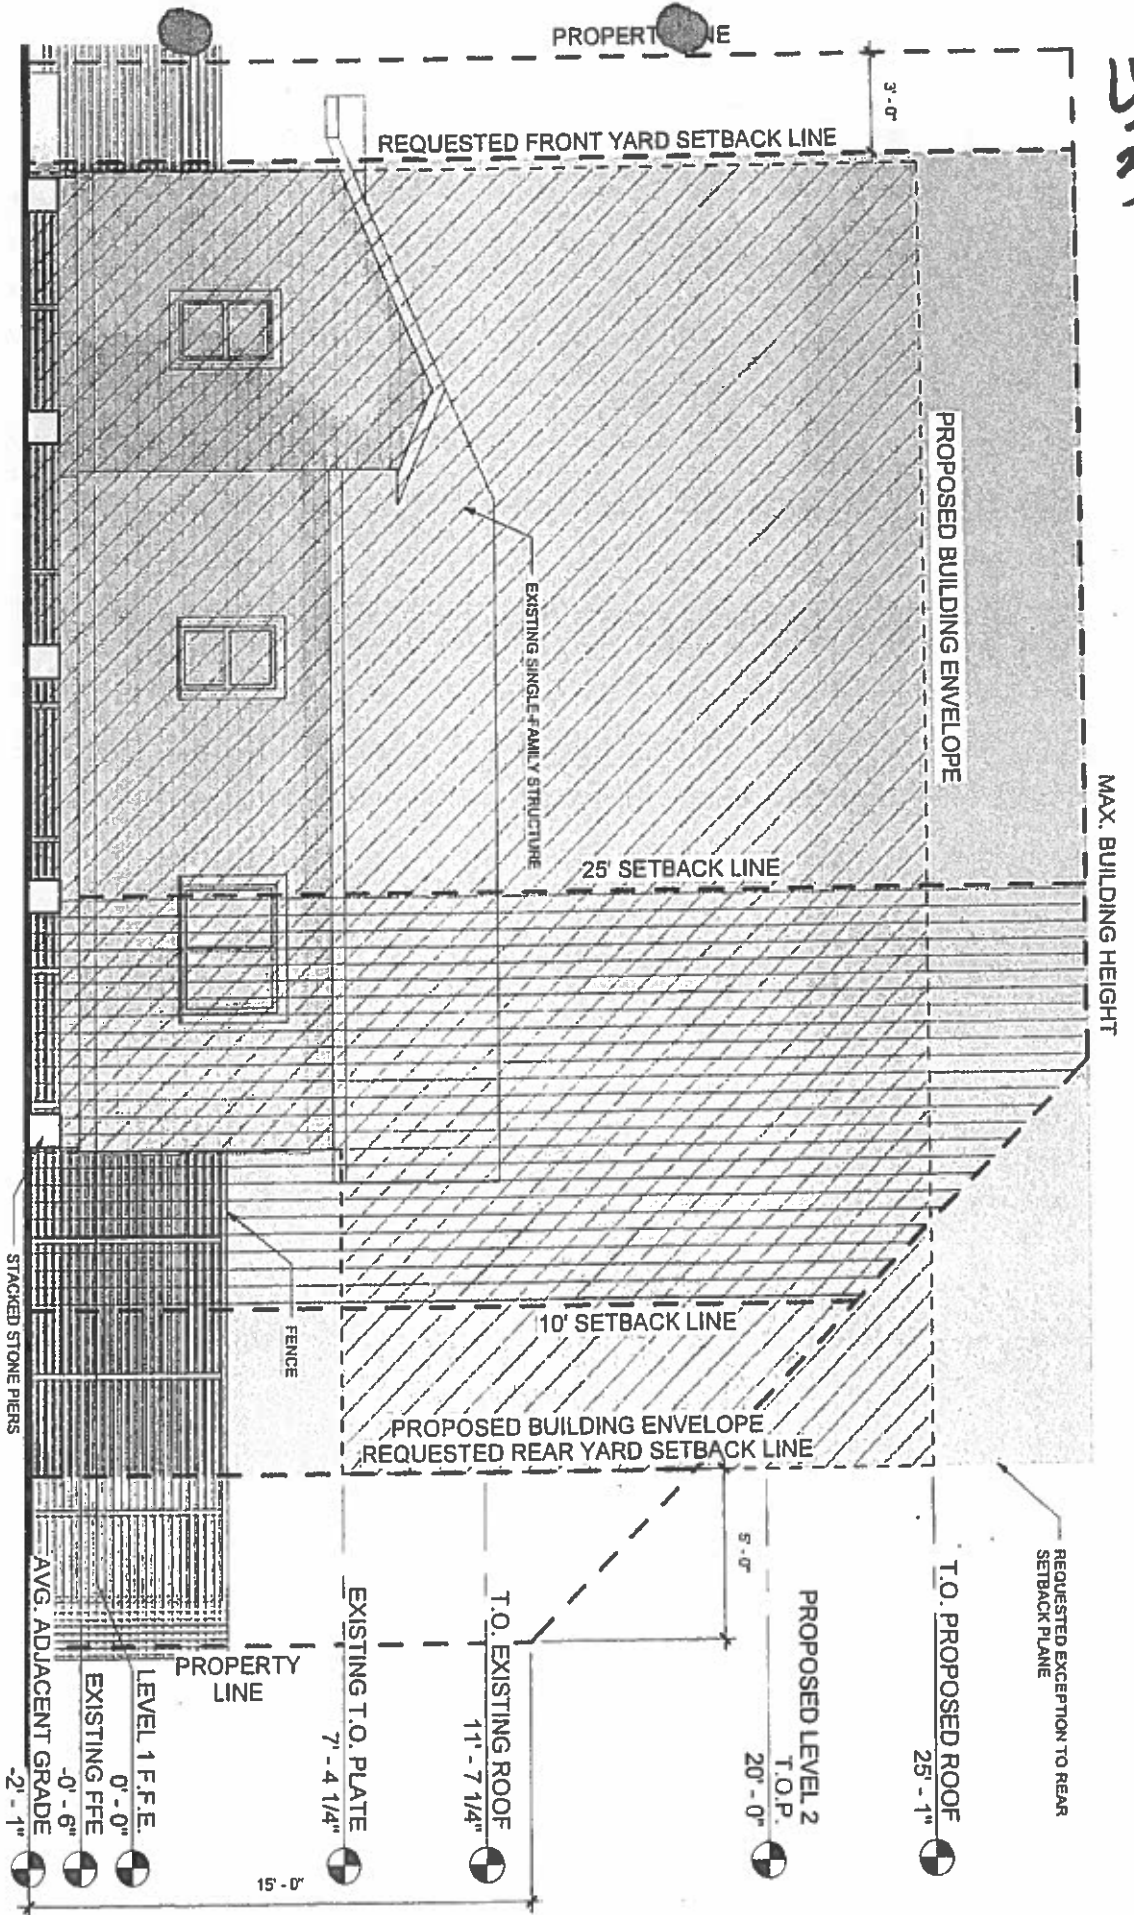 PROPERT NE
3' - 0"
REQUESTED FRONT YARD SETBACK LINE
PROPOSED BUILDING ENVELOPE
MAX. BUILDING HEIGHT
EXISTING SINGLE-FAMILY STRUCTURE
25' SETBACK LINE
10' SETBACK LINE
FENCE
STACKED STONE PIERS
PROPOSED BUILDING ENVELOPE
REQUESTED REAR YARD SETBACK LINE
5' - 0"
REQUESTED EXCEPTION TO REAR
SETBACK PLANE
PROPERTY
LINE
T.O. PROPOSED ROOF
25' - 1"
PROPOSED LEVEL 2
T.O.P.
20' - 0"
T.O. EXISTING ROOF
11' - 7 1/4"
EXISTING T.O. PLATE
7' - 4 1/4"
LEVEL 1 F.F.E.
0' - 0"
EXISTING FFE
-0' - 6"
AVG. ADJACENT GRADE
-2' - 1"
15' - 0"